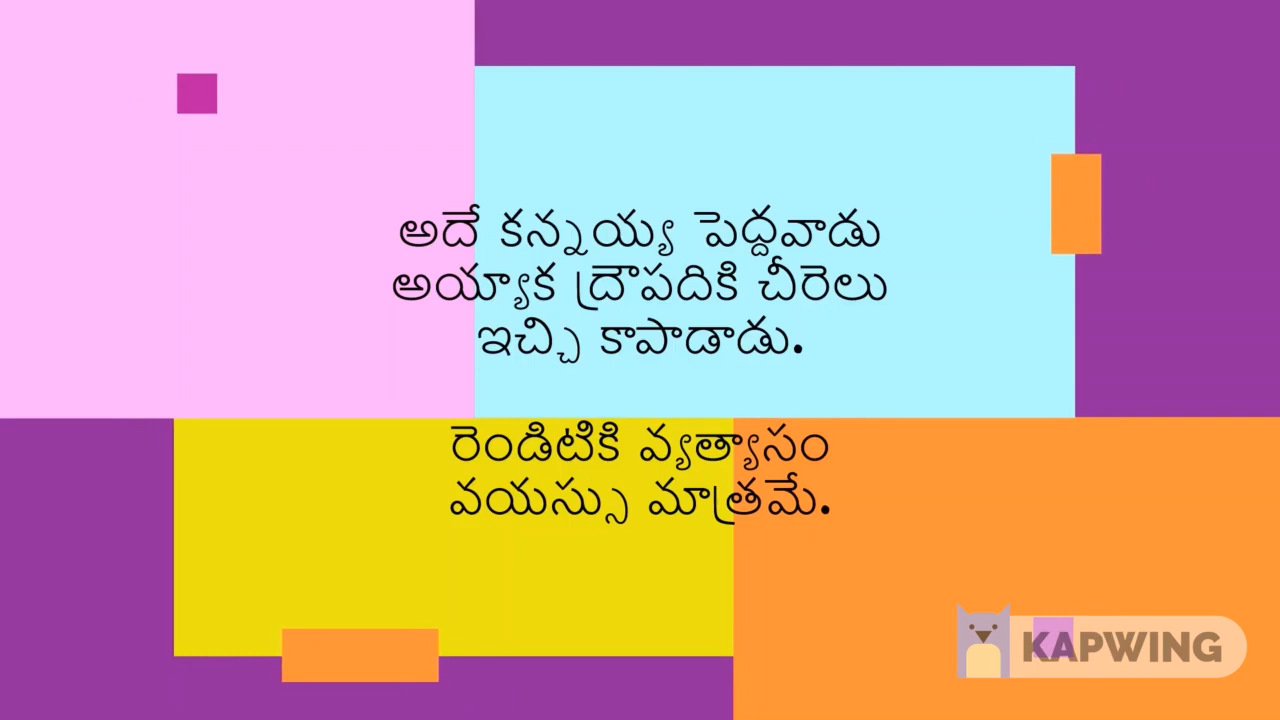 అదే కన్నయ్య పెద్దవాడు
అయ్యాక ద్రౌపదికి చీరెలు
ఇచ్చి కాపాడాడు.
రెండిటికి వ్యత్యాసం
వయస్సు మాత్రమే.
KAPWING